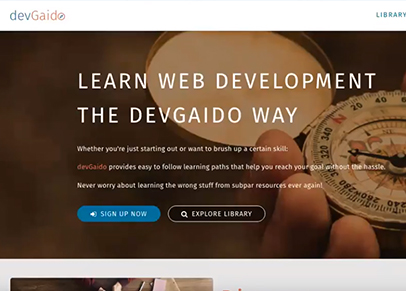 devGaido
LIBRARY
LEARN WEB DEVELOPMENT
THE DEVGAIDO WAY
Whether you're just starting out or want to brush up a certain skill:
devGaido provides easy to follow learning paths that help you reach your goal without the hassle.
Never worry about learning the wrong stuff from subpar resources ever again!
SIGN UP NOW
EXPLORE LIBRARY